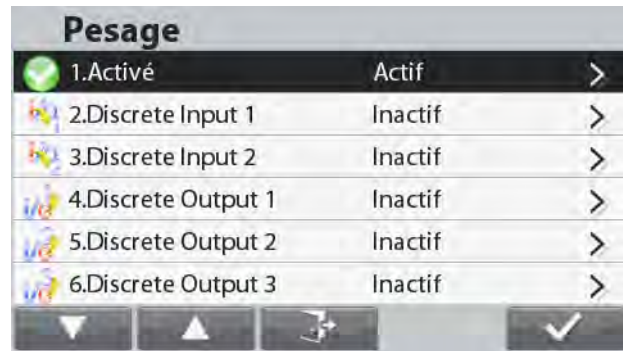 Pesage
1.Activé Actif
2.Discrete Input 1 Inactif
3.Discrete Input 2 Inactif
4.Discrete Output 1 Inactif
5.Discrete Output 2 Inactif
6.Discrete Output 3 Inactif